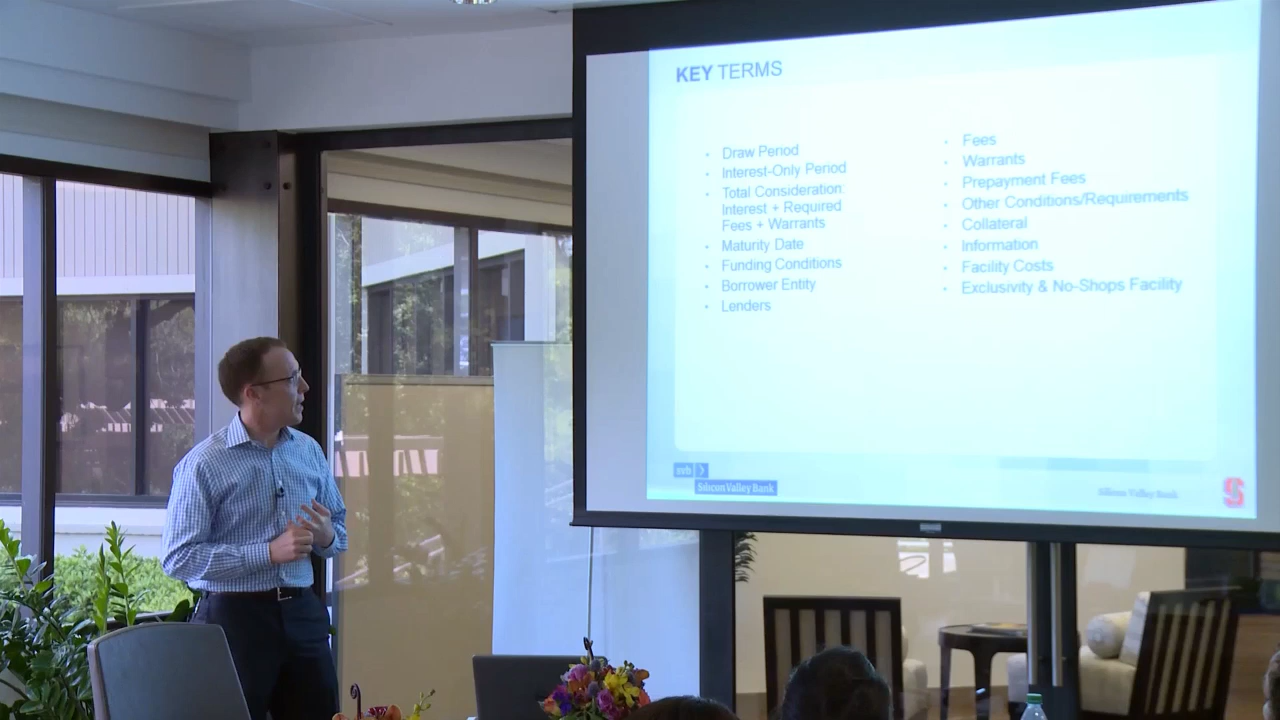 KEY TERMS
• Draw Period
• Interest-Only Period
• Total Consideration:
Interest + Required
Fees + Warrants
• Maturity Date
• Funding Conditions
• Borrower Entity
• Lenders
• Fees
• Warrants
• Prepayment Fees
• Other Conditions/Requirements
• Collateral
• Information
• Facility Costs
• Exclusivity & No-Shops Facility
svb
Silicon Valley Bank
Silicon Valley Bank
S